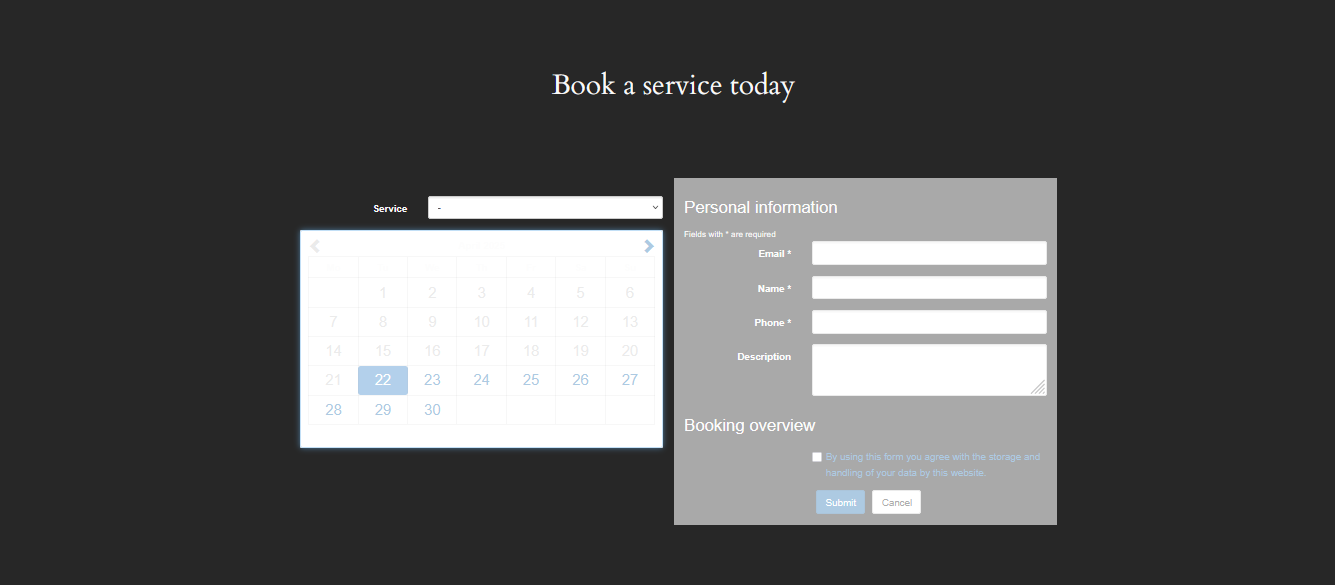 Book a service today
Service
-
1 2 3 4 5 6
7 8 9 10 11 12 13
14 15 16 17 18 19 20
21 22 23 24 25 26 27
28 29 30
Personal information
Fields with * are required
Email *
Name *
Phone *
Description
Booking overview
By using this form you agree with the storage and
handling of your data by this website.
Submit Cancel